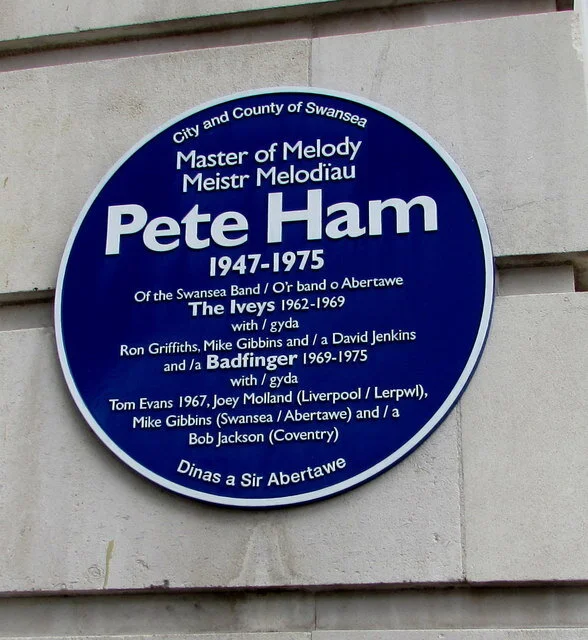 City and County of Swansea
Master of Melody
Meistr Melodïau
Pete Ham
1947-1975
Of the Swansea Band / O'r band o Abertawe
The Iveys 1962-1969
with / gyda
Ron Griffiths, Mike Gibbins and / a David Jenkins
and /a Badfinger 1969-1975
with / gyda
Tom Evans 1967, Joey Molland (Liverpool / Lerpwl),
Mike Gibbins (Swansea / Abertawe) and / a
Bob Jackson (Coventry)
Dinas a Sir Abertawe